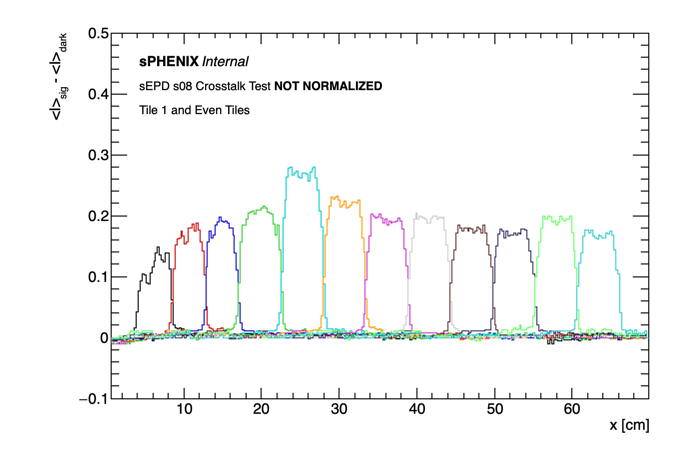 0.5
<I>sig - <I>dark
sPHENIX Internal
sEPD s08 Crosstalk Test NOT NORMALIZED
0.4
Tile 1 and Even Tiles
0.3
0.2
0.1
0
−0.1
10 20 30 40 50 60
x [cm]